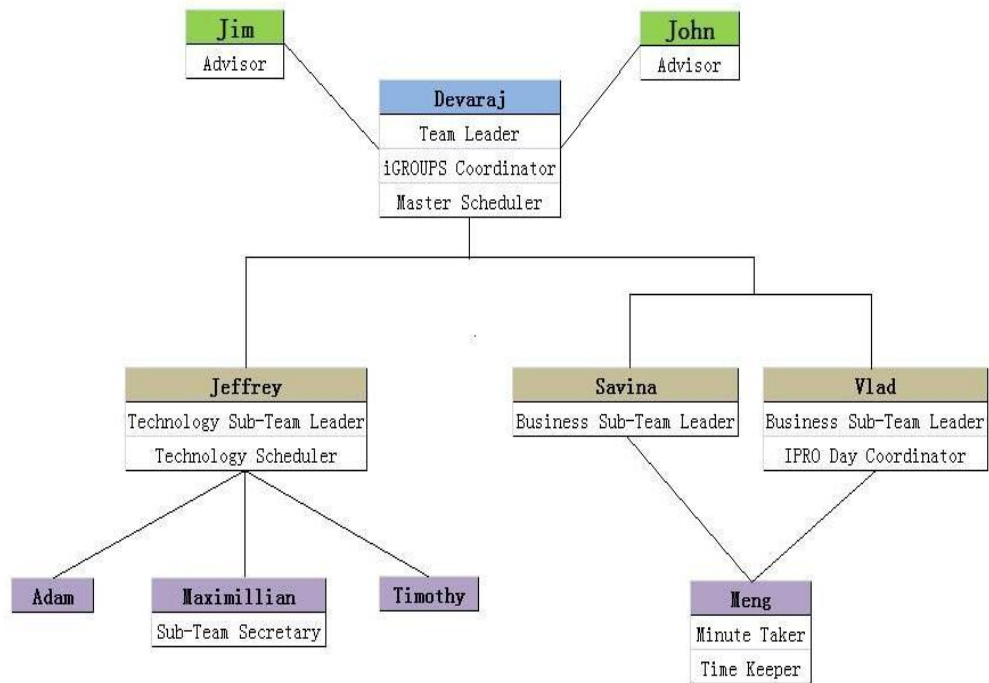 Jim
Advisor
John
Advisor
Devaraj
Team Leader
iGROUPS Coordinator
Master Scheduler
Jeffrey
Technology Sub-Team Leader
Technology Scheduler
Savina
Business Sub-Team Leader
Vlad
Business Sub-Team Leader
IPRO Day Coordinator
Adam
Maximillian
Sub-Team Secretary
Timothy
Meng
Minute Taker
Time Keeper